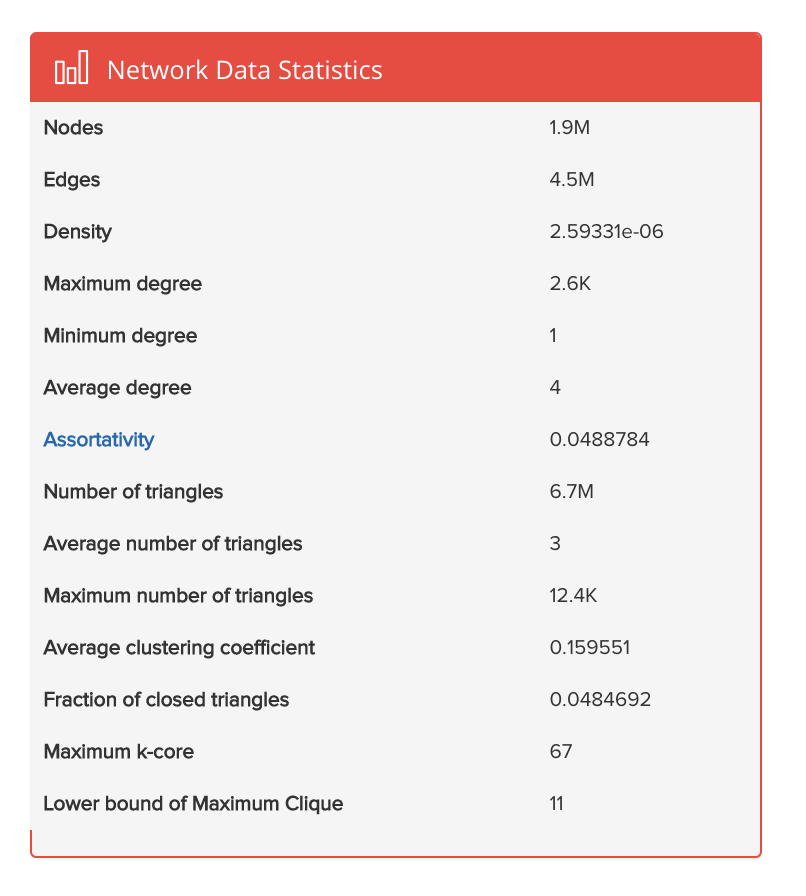 Network Data Statistics
Nodes 1.9M
Edges 4.5M
Density 2.59331e-06
Maximum degree 2.6K
Minimum degree 1
Average degree 4
Assortativity 0.0488784
Number of triangles 6.7M
Average number of triangles 3
Maximum number of triangles 12.4K
Average clustering coefficient 0.159551
Fraction of closed triangles 0.0484692
Maximum k-core 67
Lower bound of Maximum Clique 11